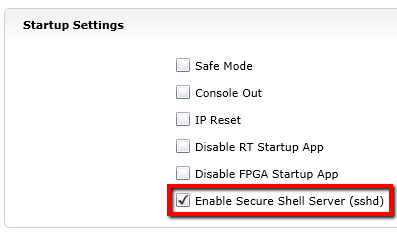 Startup Settings
Safe Mode
Console Out
IP Reset
Disable RT Startup App
Disable FPGA Startup App
Enable Secure Shell Server (sshd)